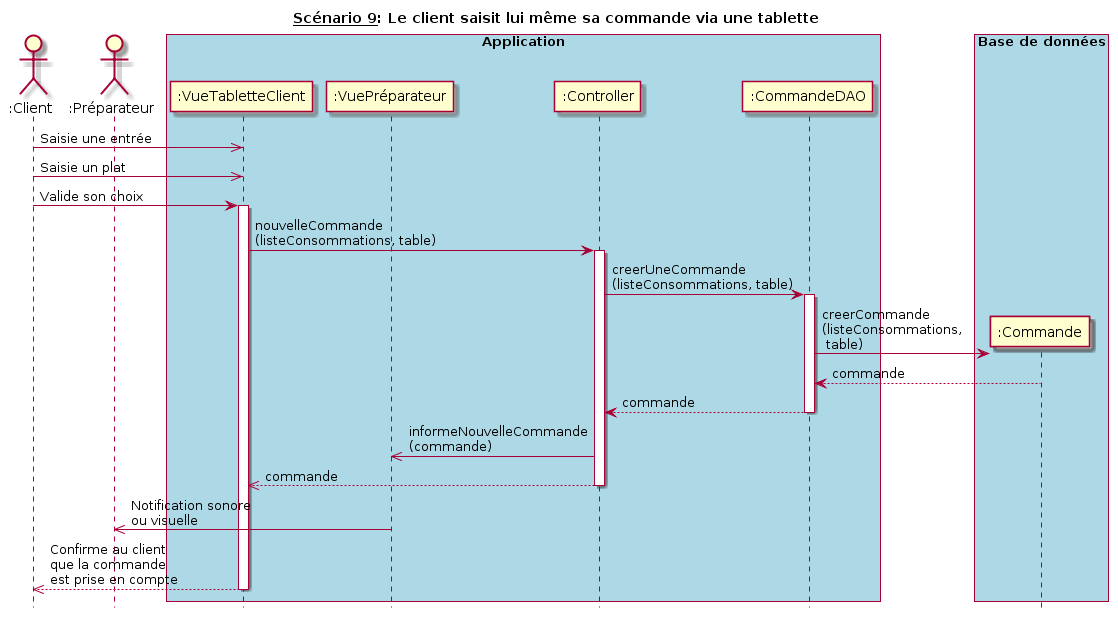 Scénario 9: Le client saisit lui même sa commande via une tablette
Application
Base de données
:Client
:Préparateur
:VueTabletteClient
:VuePréparateur
:Controller
:CommandeDAO
Saisie une entrée
Saisie un plat
Valide son choix
nouvelleCommande
(listeConsommations, table)
creerUneCommande
(listeConsommations, table)
creerCommande
(listeConsommations,
table)
:Commande
commande
commande
informeNouvelleCommande
(commande)
commande
Notification sonore
ou visuelle
Confirme au client
que la commande
est prise en compte